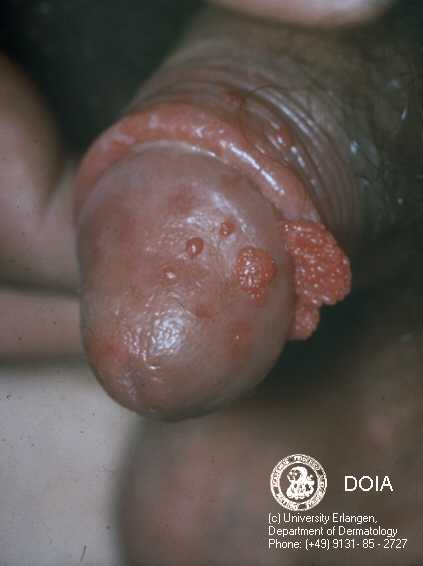 DOIA
(c) University Erlangen,
Department of Dermatology
Phone: (+49) 9131- 85 - 2727